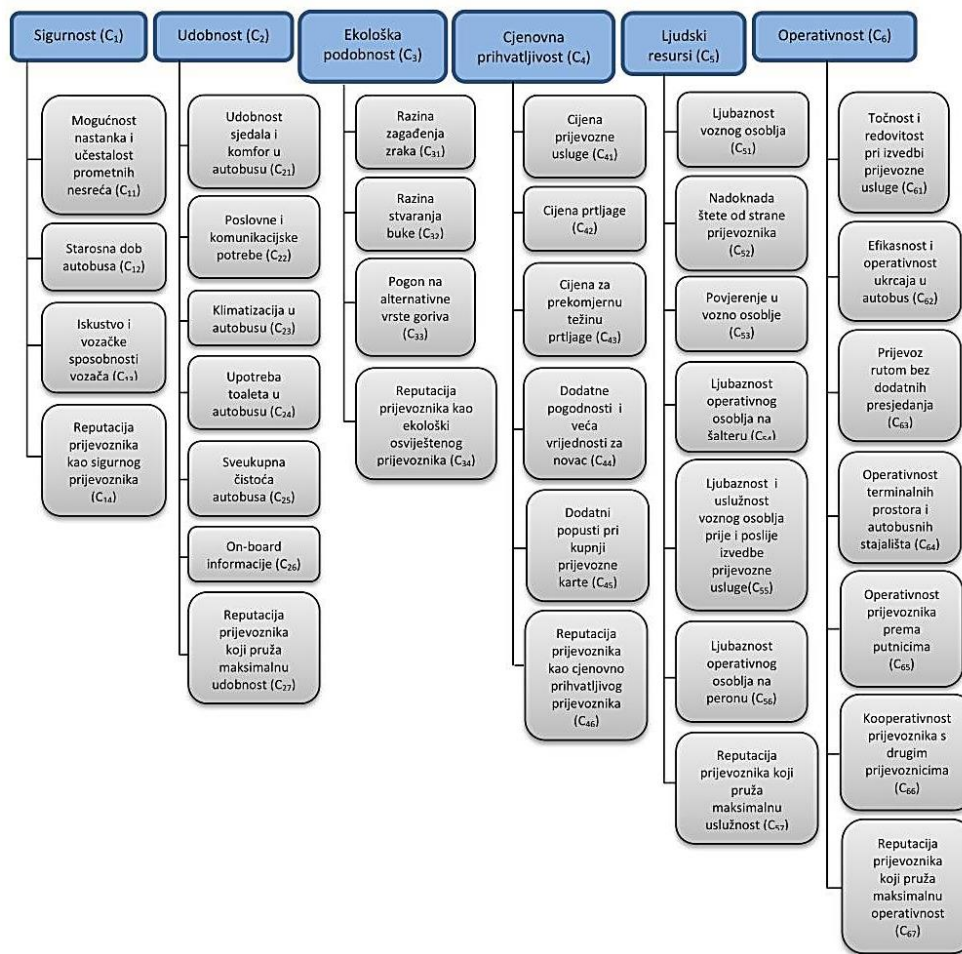 Sigurnost (C₁)
Mogućnost
nastanka i
učestalost
prometnih
nesreća (C₁₁)
Starosna dob
autobusa (C₁₂)
Iskustvo i
vozačke
sposobnosti
vozača (C₁₃)
Reputacija
prijevoznika
kao sigurnog
prijevoznika
(C₁₄)
Udobnost (C₂)
Udobnost
sjedala i
komfor u
autobusu (C₂₁)
Poslovne i
komunikacijske
potrebe (C₂₂)
Klimatizacija u
autobusu (C₂₃)
Upotreba
toaleta u
autobusu (C₂₄)
Sveukupna
čistoća
autobusa (C₂₅)
On-board
informacije (C₂₆)
Reputacija
prijevoznika
koji pruža
maksimalnu
udobnost (C₂₇)
Ekološka
podobnost (C₃)
Razina
zagađenja
zraka (C₃₁)
Razina
stvaranja
buke (C₃₂)
Pogon na
alternativne
vrste goriva
(C₃₃)
Reputacija
prijevoznika kao
ekološki
osviještenog
prijevoznika (C₃₄)
Cjenovna
prihvatljivost (C₄)
Cijena
prijevozne
usluge (C₄₁)
Cijena prtljage
(C₄₂)
Cijena za
prekomjernu
težinu
prtljage (C₄₃)
Dodatne
pogodnosti i
veća
vrijednosti za
novac (C₄₄)
Dodatni
popusti pri
kupnji
prijevozne
karte (C₄₅)
Reputacija
prijevoznika
kao cjenovno
prihvatljivog
prijevoznika
(C₄₆)
Ljudski
resursi (C₅)
Ljubaznost
voznog osoblja
(C₅₁)
Nadoknada
štete od strane
prijevoznika
(C₅₂)
Povjerenje u
vozno osoblje
(C₅₃)
Ljubaznost
operativnog
osoblja na
šalteru (C₅₄)
Ljubaznost i
uslužnost
voznog osoblja
prije i poslije
izvedbe
prijevozne
usluge(C₅₅)
Ljubaznost
operativnog
osoblja na
peronu (C₅₆)
Reputacija
prijevoznika koji
pruža
maksimalnu
uslužnost (C₅₇)
Operativnost (C₆)
Točnost i
redovitost
pri izvedbi
prijevozne
usluge (C₆₁)
Efikasnost i
operativnost
ukrcaja u
autobus (C₆₂)
Prijevoz
rutom bez
dodatnih
presjedanja
(C₆₃)
Operativnost
terminalnih
prostora i
autobusnih
stajališta (C₆₄)
Operativnost
prijevoznika
prema
putnicima
(C₆₅)
Kooperativnost
prijevoznika s
drugim
prijevoznicima
(C₆₆)
Reputacija
prijevoznika
koji pruža
maksimalnu
operativnost
(C₆₇)